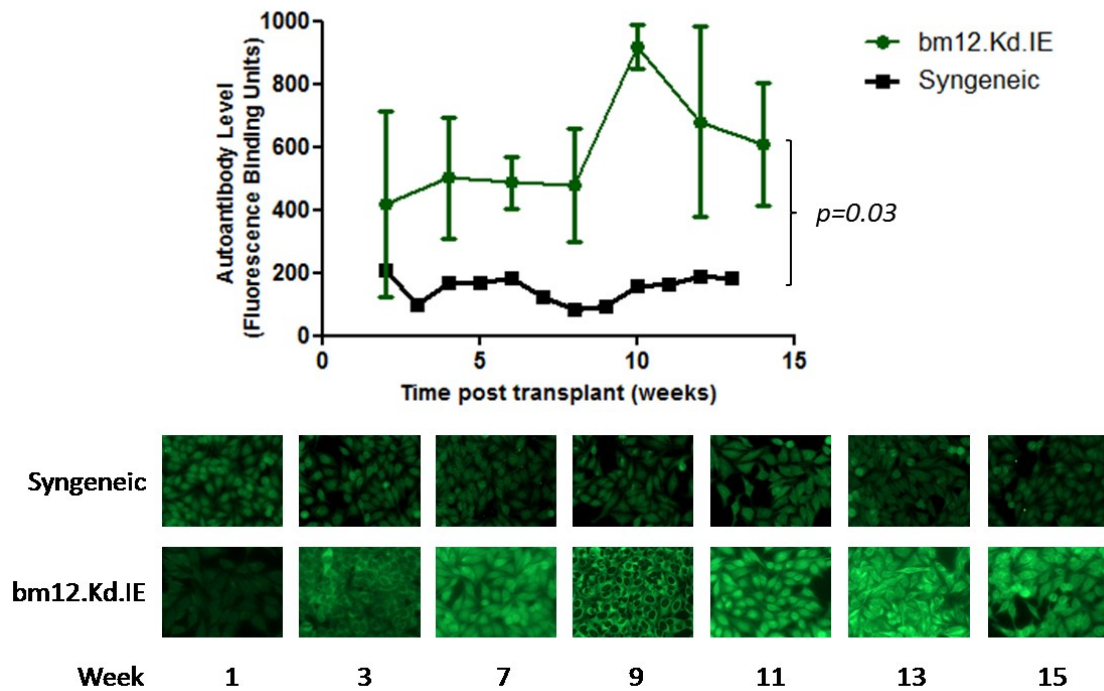 1000
800
600
400
200
0
Autoantibody Level
(Fluorescence Binding Units)
0 5 10 15
Time post transplant (weeks)
bm12.Kd.IE
Syngeneic
p=0.03
Syngeneic
bm12.Kd.IE
Week 1 3 7 9 11 13 15